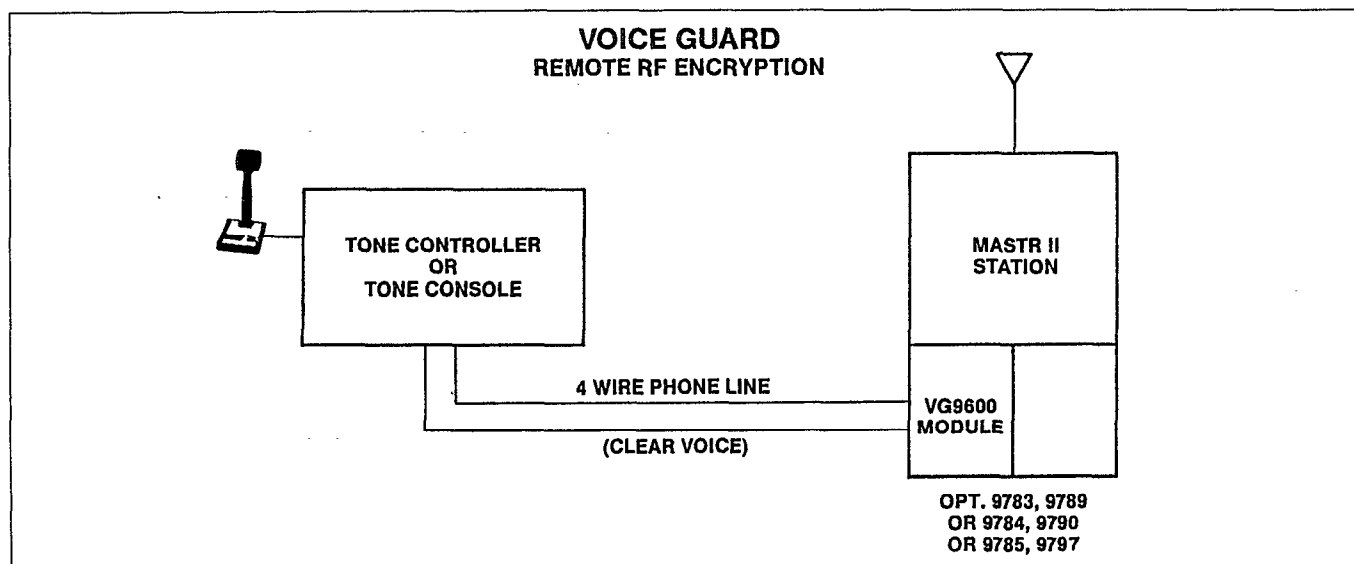 VOICE GUARD
REMOTE RF ENCRYPTION
TONE CONTROLLER
OR
TONE CONSOLE
MASTR II
STATION
4 WIRE PHONE LINE
(CLEAR VOICE)
VG9600
MODULE
OPT. 9783, 9789
OR 9784, 9790
OR 9785, 9797